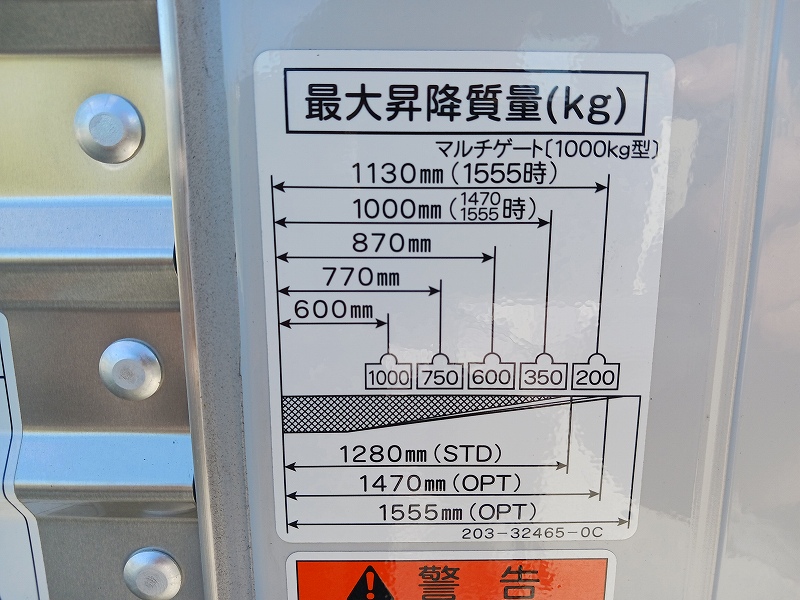 最大昇降質量(kg)
マルチゲート〔1000kg型〕
1130mm(1555時)
1000mm(1470 1555時)
870mm
770mm
600mm
1000 750 600 350 200
1280mm(STD)
1470mm(OPT)
1555mm(OPT)
203-32465-0C
警告